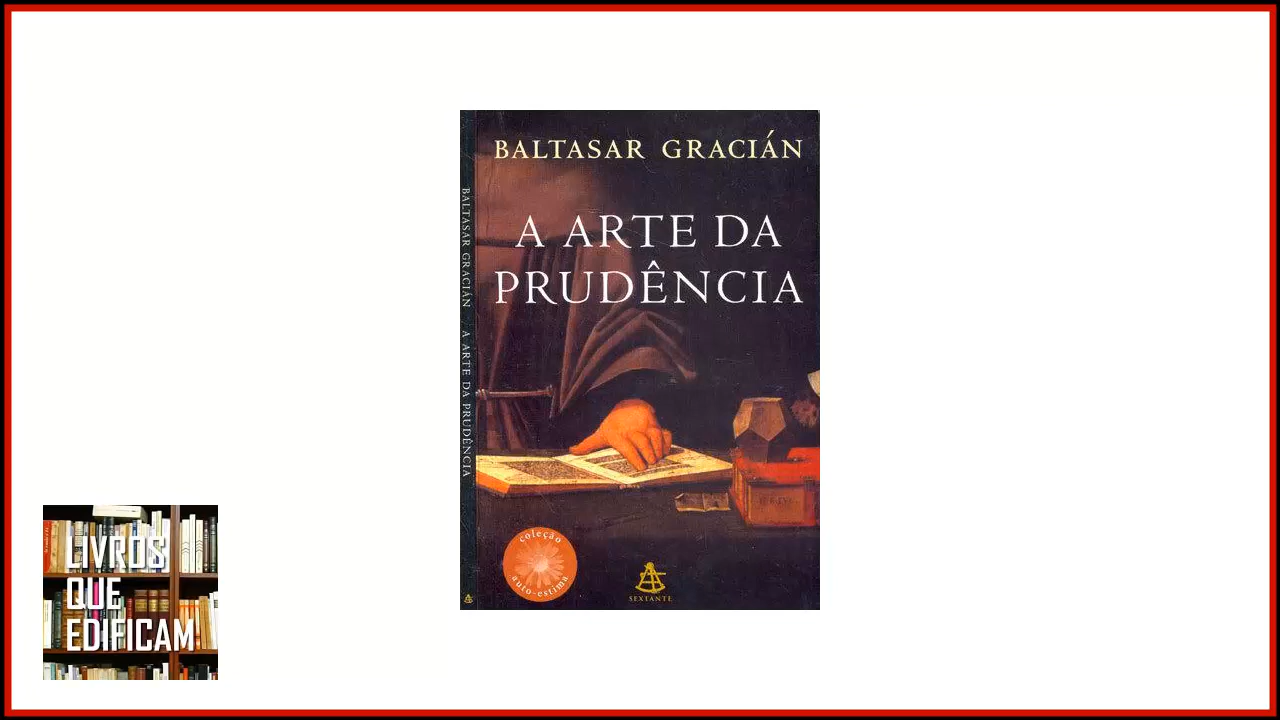 BALTASAR GRACIÁN
A ARTE DA
PRUDÊNCIA
BALTASAR GRACIÁN A ARTE DA PRUDÊNCIA
coleção
auto-estima
SEXTANTE
LIVROS
QUE
EDIFICAM